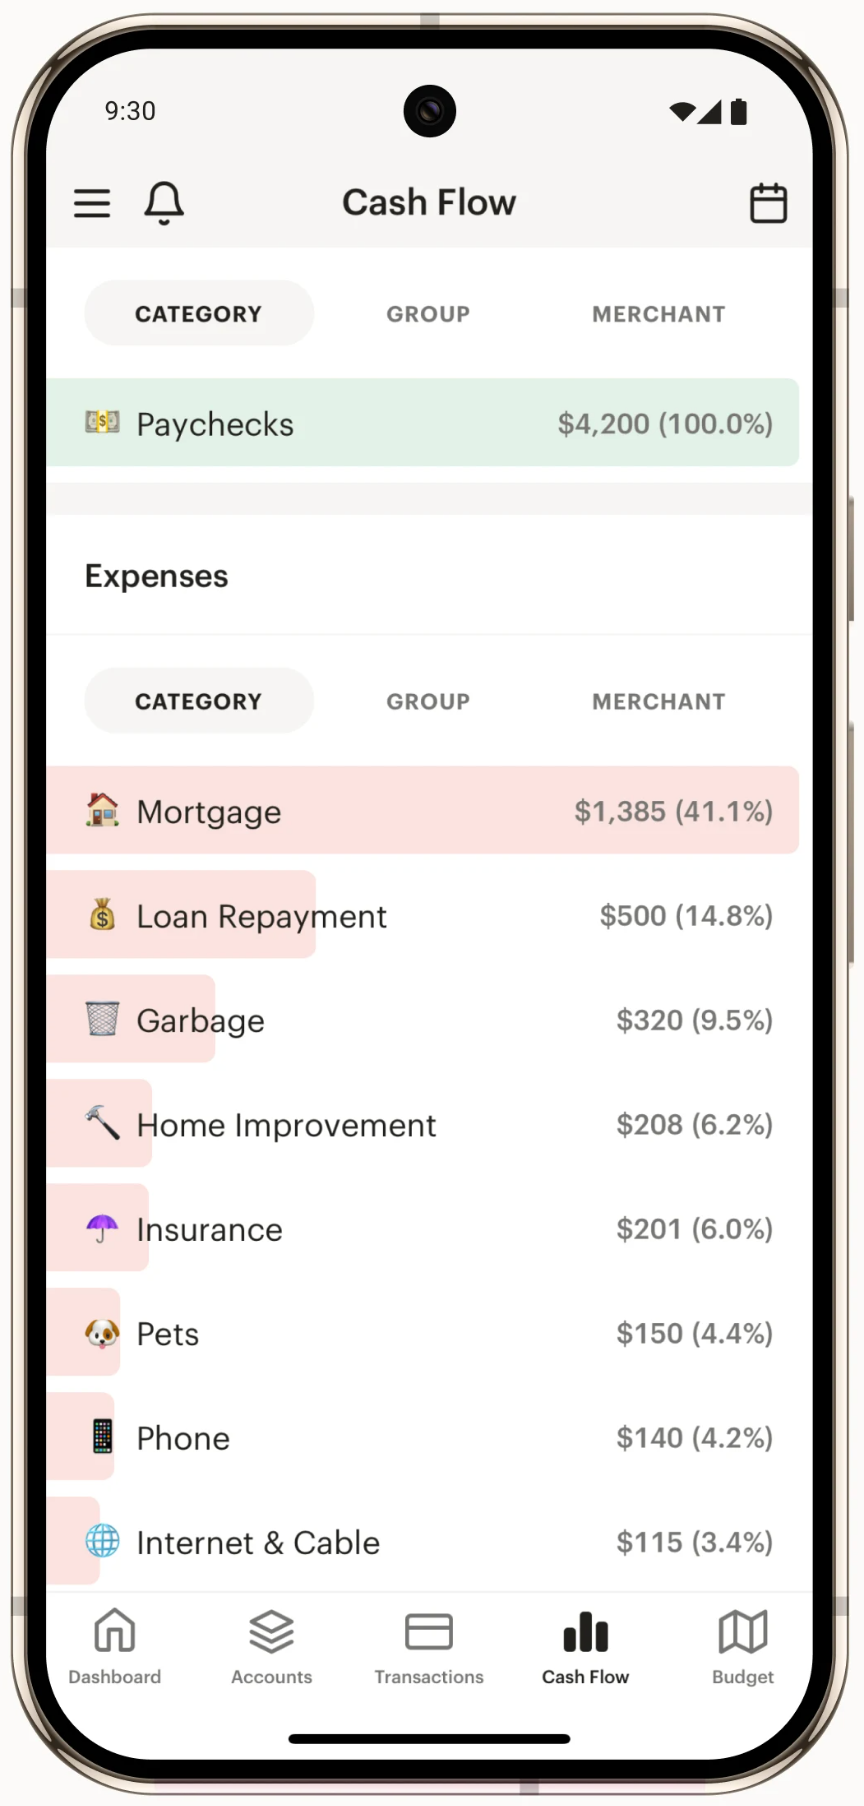 9:30
Cash Flow
CATEGORY GROUP MERCHANT
Paychecks $4,200 (100.0%)
Expenses
CATEGORY GROUP MERCHANT
Mortgage $1,385 (41.1%)
Loan Repayment $500 (14.8%)
Garbage $320 (9.5%)
Home Improvement $208 (6.2%)
Insurance $201 (6.0%)
Pets $150 (4.4%)
Phone $140 (4.2%)
Internet & Cable $115 (3.4%)
Dashboard Accounts Transactions Cash Flow Budget